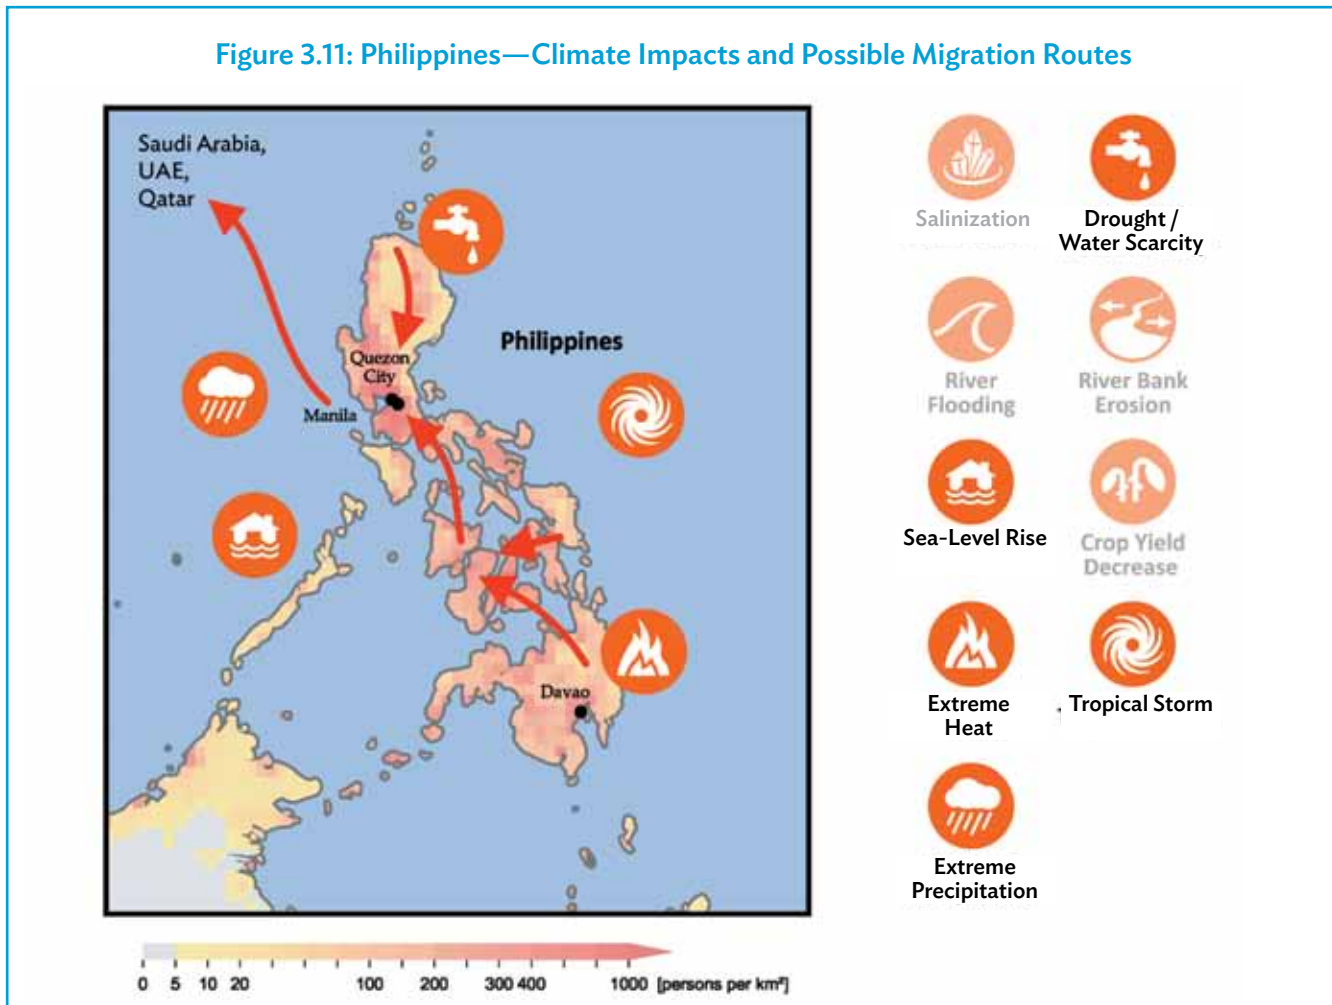 Figure 3.11: Philippines—Climate Impacts and Possible Migration Routes
Saudi Arabia,
UAE,
Qatar
Philippines
Quezon
City
Manila
Davao
Salinization
Drought /
Water Scarcity
River
Flooding
River Bank
Erosion
Sea-Level Rise
Crop Yield
Decrease
Extreme
Heat
Tropical Storm
Extreme
Precipitation
0 5 10 20 100 200 300 400 1000 [persons per km²]